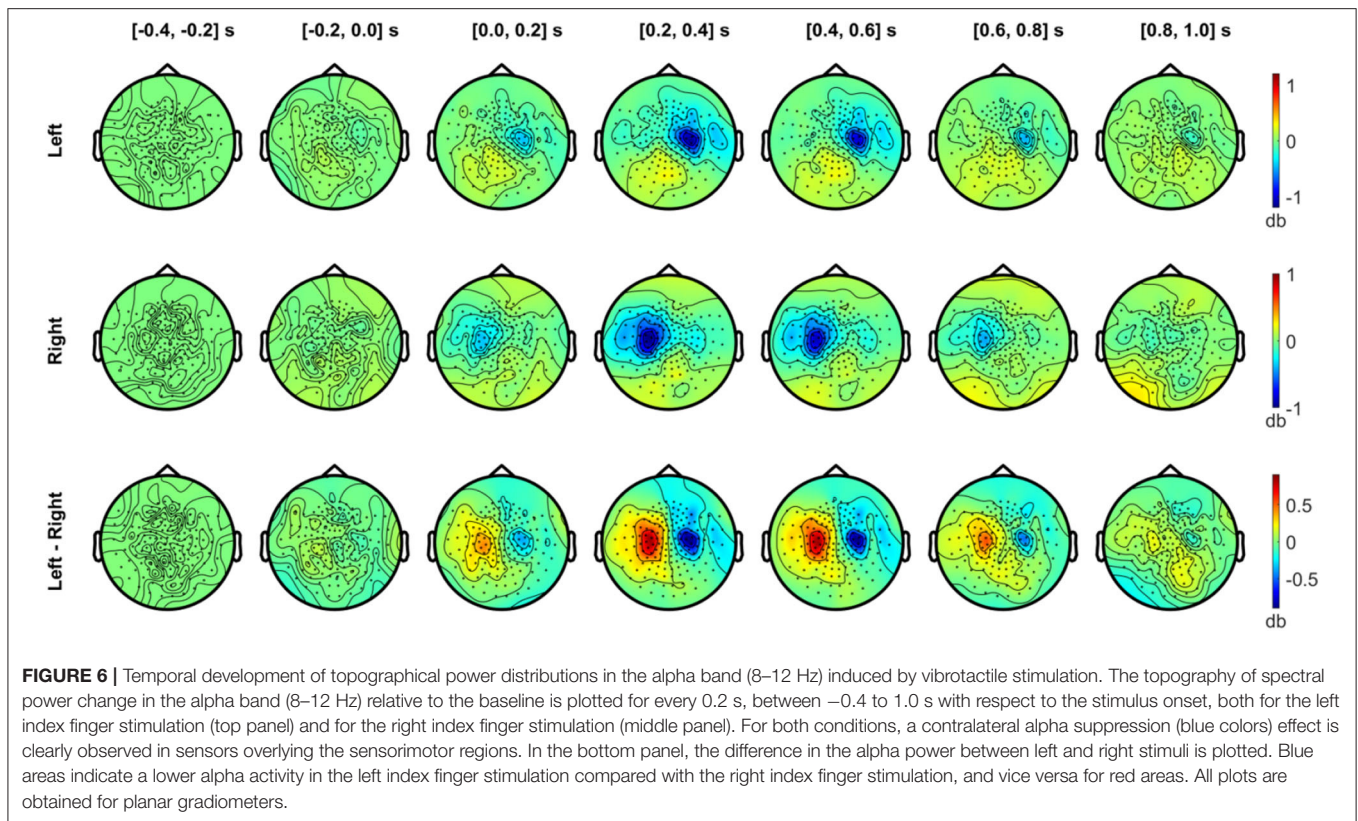 [-0.4, -0.2] s [-0.2, 0.0] s [0.0, 0.2] s [0.2, 0.4] s [0.4, 0.6] s [0.6, 0.8] s [0.8, 1.0] s
Left
1
0
-1
db
Right
1
0
-1
db
Left - Right
0.5
0
-0.5
db
FIGURE 6 | Temporal development of topographical power distributions in the alpha band (8–12 Hz) induced by vibrotactile stimulation. The topography of spectral
power change in the alpha band (8–12 Hz) relative to the baseline is plotted for every 0.2 s, between −0.4 to 1.0 s with respect to the stimulus onset, both for the left
index finger stimulation (top panel) and for the right index finger stimulation (middle panel). For both conditions, a contralateral alpha suppression (blue colors) effect is
clearly observed in sensors overlying the sensorimotor regions. In the bottom panel, the difference in the alpha power between left and right stimuli is plotted. Blue
areas indicate a lower alpha activity in the left index finger stimulation compared with the right index finger stimulation, and vice versa for red areas. All plots are
obtained for planar gradiometers.